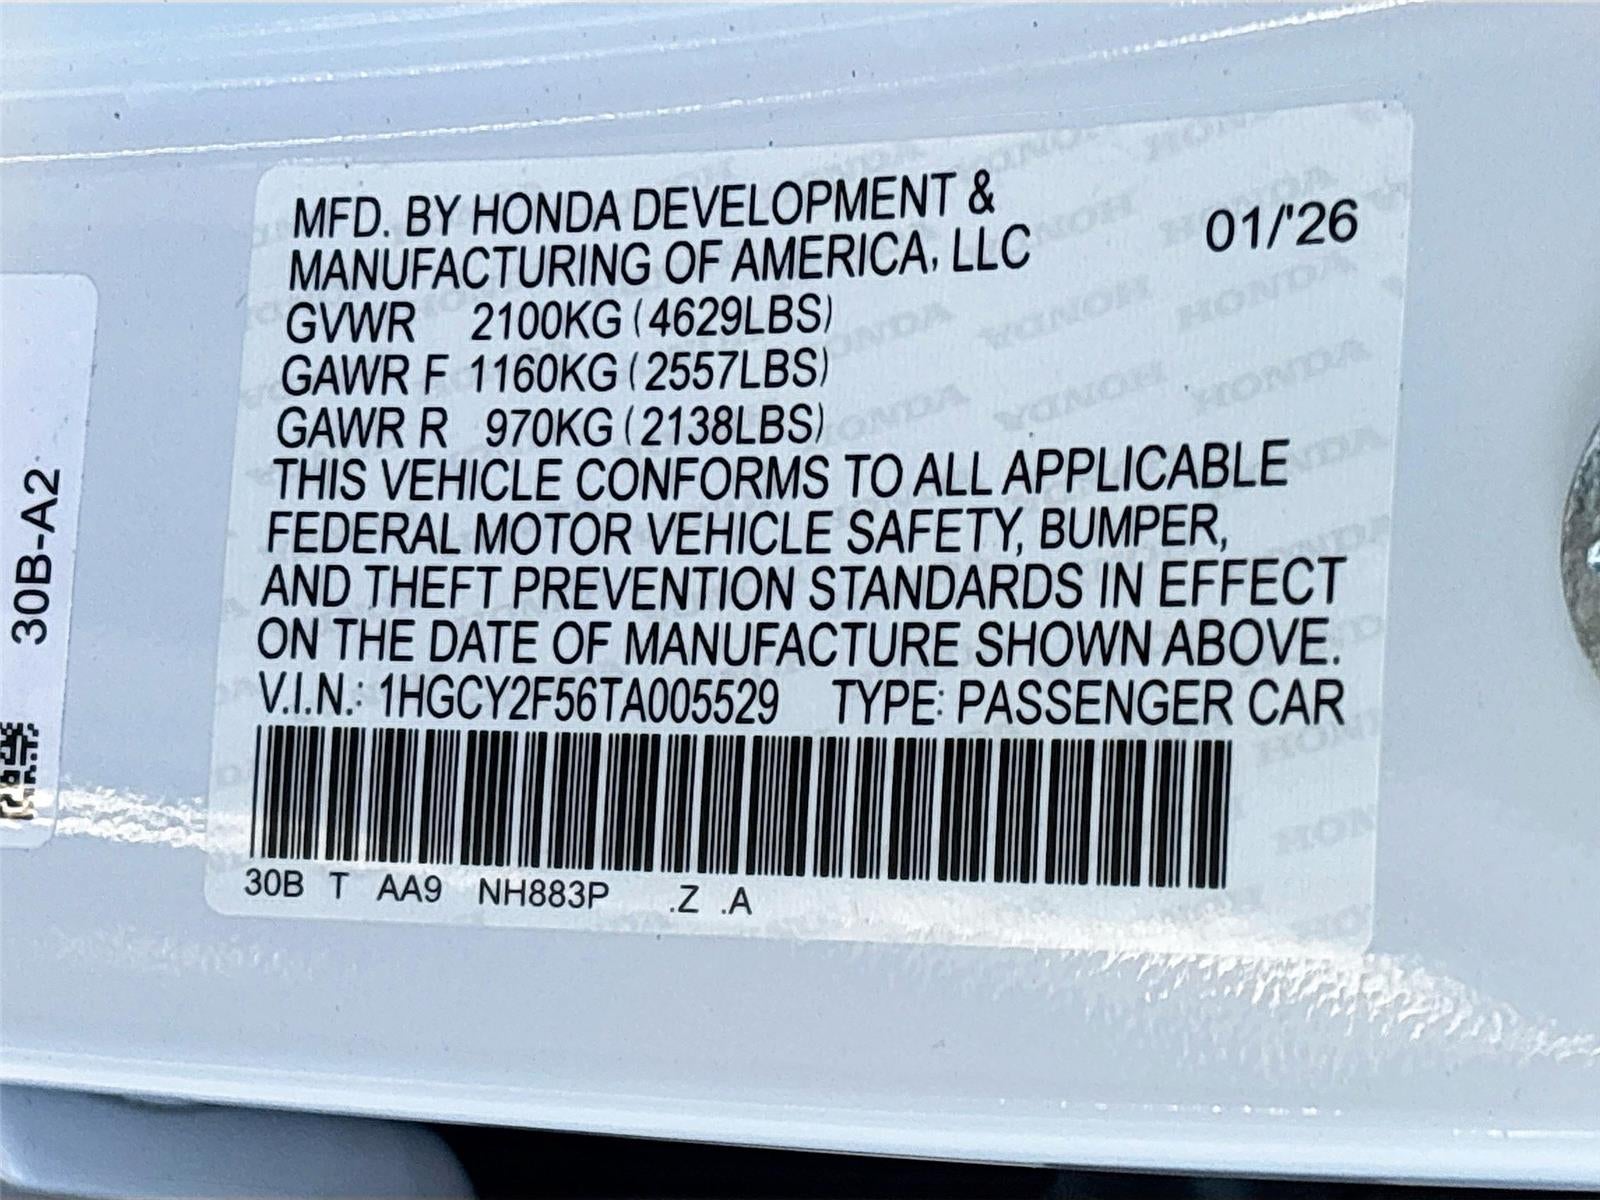 MFD. BY HONDA DEVELOPMENT &
MANUFACTURING OF AMERICA, LLC
01/'26
GVWR 2100KG (4629LBS)
GAWR F 1160KG (2557LBS)
GAWR R 970KG (2138LBS)
THIS VEHICLE CONFORMS TO ALL APPLICABLE
FEDERAL MOTOR VEHICLE SAFETY, BUMPER,
AND THEFT PREVENTION STANDARDS IN EFFECT
ON THE DATE OF MANUFACTURE SHOWN ABOVE.
V.I.N.: 1HGCY2F56TA005529 TYPE: PASSENGER CAR
30B T AA9 NH883P .Z .A
30B-A2